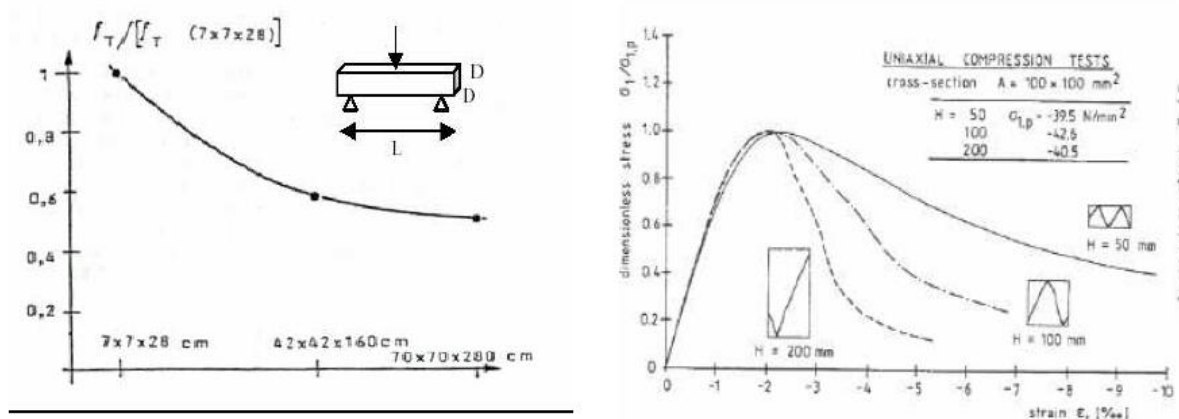 f_T/[f_T (7x7x28)]
1
0,8
0,6
0,4
0,2
D
D
L
7x7x28 cm
42x42x160cm
70x70x280 cm
dimensionless stress σ₁/σ₁,p
1.4
1.2
1.0
0.8
0.6
0.4
0.2
0
UNIAXIAL COMPRESSION TESTS
cross-section A = 100 × 100 mm²
H = 50 σ₁,p = -39.5 N/mm²
100 -42.6
200 -40.5
H = 50 mm
H = 100 mm
H = 200 mm
0 -1 -2 -3 -4 -5 -6 -7 -8 -9 -10
strain ε, [‰]